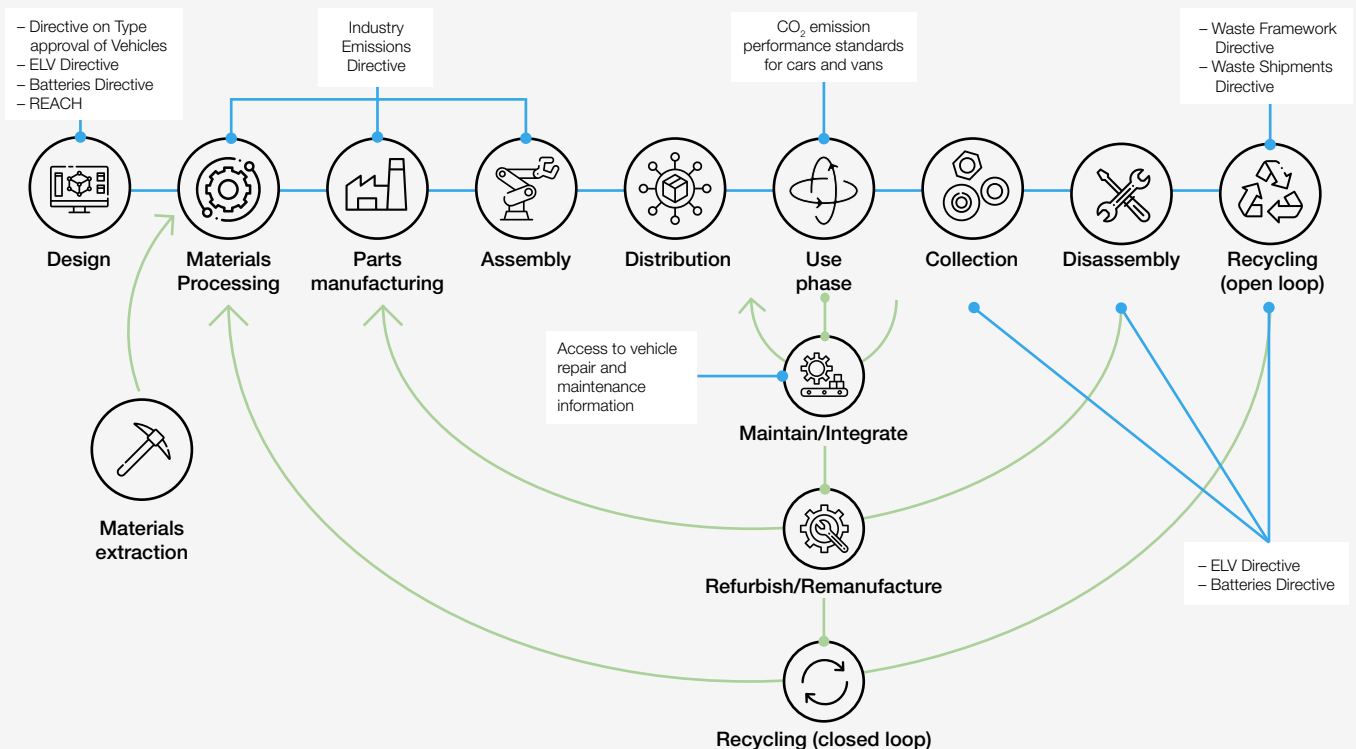 – Directive on Type
approval of Vehicles
– ELV Directive
– Batteries Directive
– REACH
Industry
Emissions
Directive
CO₂ emission
performance standards
for cars and vans
– Waste Framework
Directive
– Waste Shipments
Directive
Design
Materials
Processing
Parts
manufacturing
Assembly
Distribution
Use
phase
Collection
Disassembly
Recycling
(open loop)
Access to vehicle
repair and
maintenance
information
Maintain/Integrate
Materials
extraction
Refurbish/Remanufacture
– ELV Directive
– Batteries Directive
Recycling (closed loop)